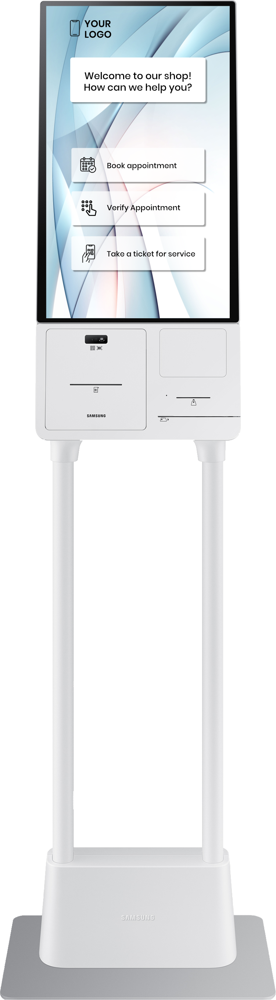 YOUR
LOGO
Welcome to our shop!
How can we help you?
Book appointment
Verify Appointment
Take a ticket for service
SAMSUNG
SAMSUNG